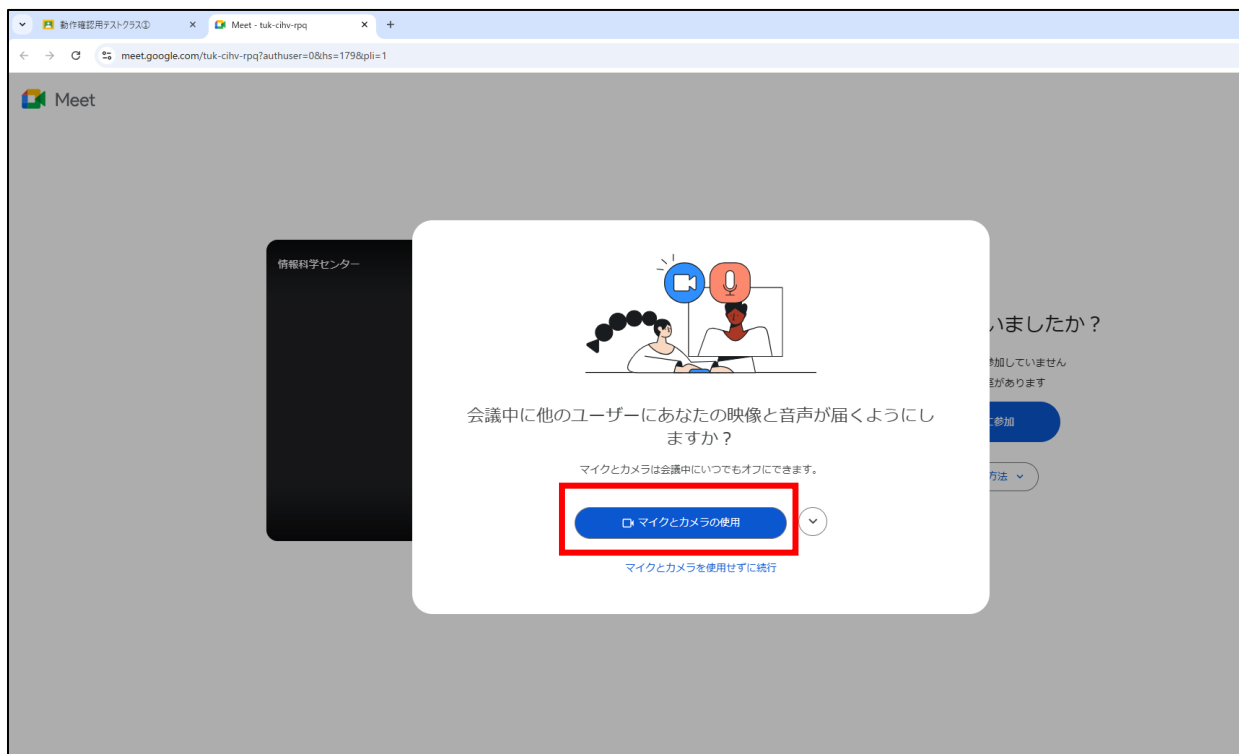 動作確認用テストクラス①
Meet - tuk-cihv-rpq
meet.google.com/tuk-cihv-rpq?authuser=0&hs=179&pli=1
Meet
情報科学センター
会議中に他のユーザーにあなたの映像と音声が届くようにし
ますか？
マイクとカメラは会議中にいつでもオフにできます。
マイクとカメラの使用
マイクとカメラを使用せずに続行
いましたか？
参加していません
があります
に参加
方法